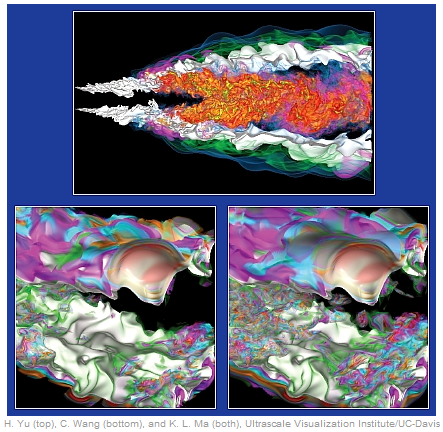 H. Yu (top), C. Wang (bottom), and K. L. Ma (both), Ultrascale Visualization Institute/UC-Davis